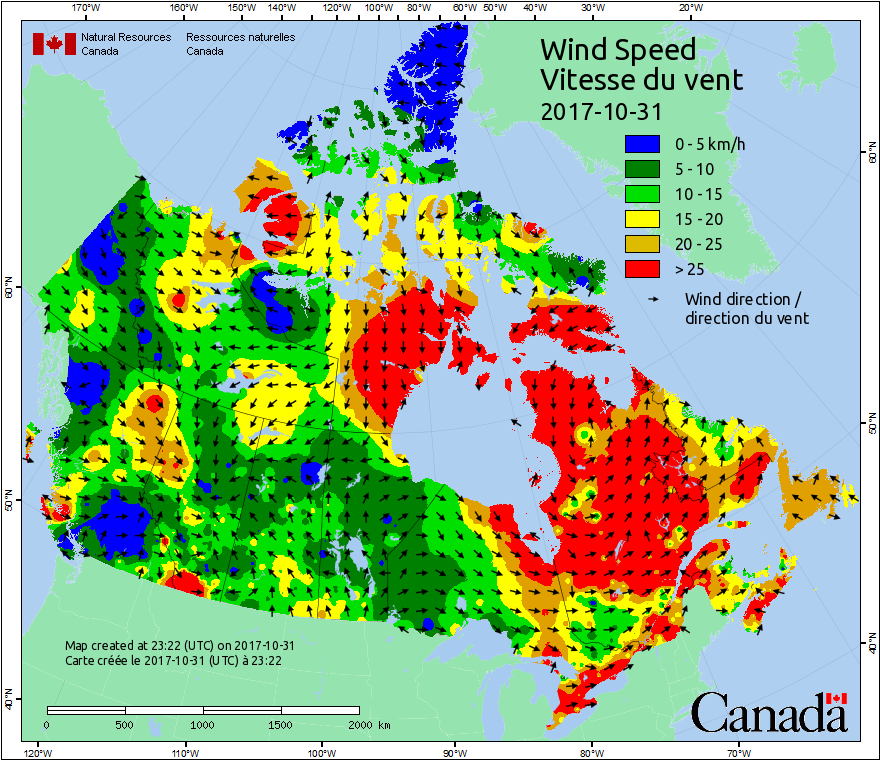 170°W 160°W 150°W 140°W 120°W 100°W 80°W 60°W 50°W 40°W 30°W 20°W
Natural Resources Ressources naturelles
Canada Canada
Wind Speed
Vitesse du vent
2017-10-31
0 - 5 km/h
5 - 10
10 - 15
15 - 20
20 - 25
> 25
Wind direction /
direction du vent
60°N
60°N
50°N
50°N
40°N
40°N
Map created at 23:22 (UTC) on 2017-10-31
Carte créée le 2017-10-31 (UTC) à 23:22
0 500 1000 1500 2000 km
Canada
120°W 110°W 100°W 90°W 80°W 70°W